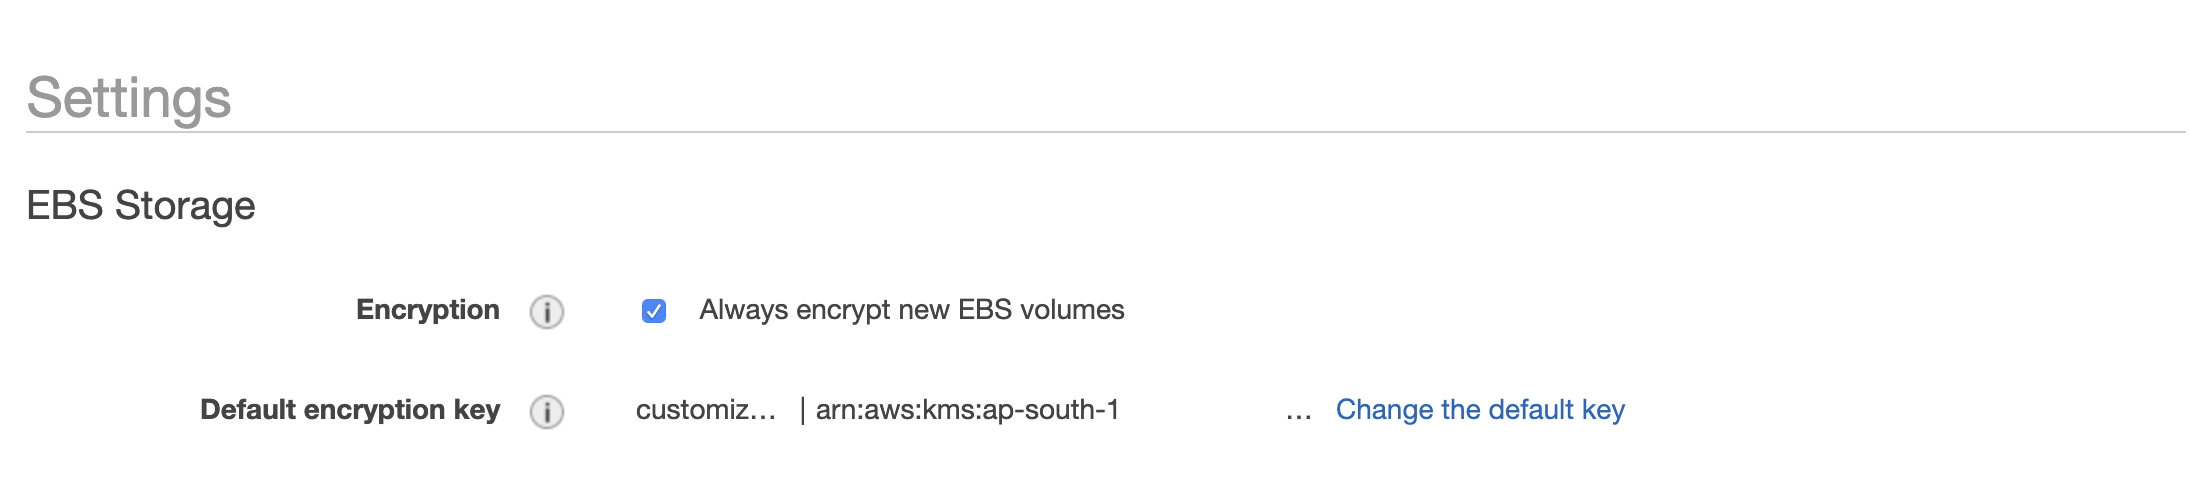 Settings
EBS Storage
Encryption i Always encrypt new EBS volumes
Default encryption key i customiz... | arn:aws:kms:ap-south-1 ... Change the default key